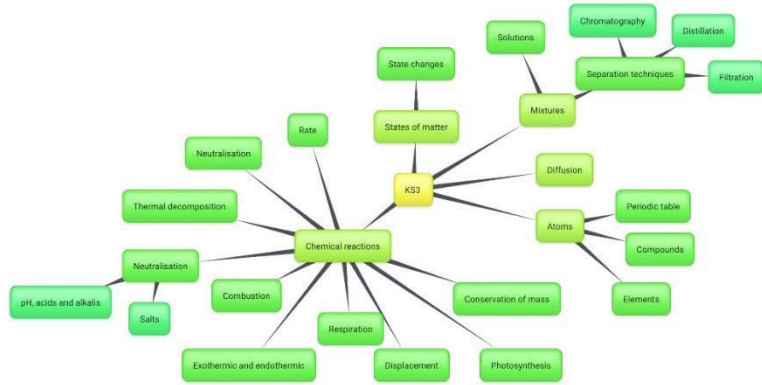 Chromatography
Solutions
Distillation
State changes
Separation techniques
Filtration
Mixtures
States of matter
Rate
Neutralisation
Diffusion
KS3
Thermal decomposition
Periodic table
Atoms
Chemical reactions
Compounds
Neutralisation
Combustion
Conservation of mass
Elements
pH, acids and alkalis
Salts
Respiration
Exothermic and endothermic
Displacement
Photosynthesis